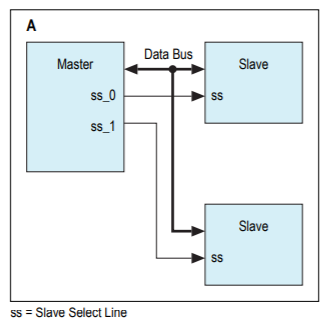 A
Data Bus
Master
Slave
ss_0
ss
ss_1
Slave
ss
ss = Slave Select Line